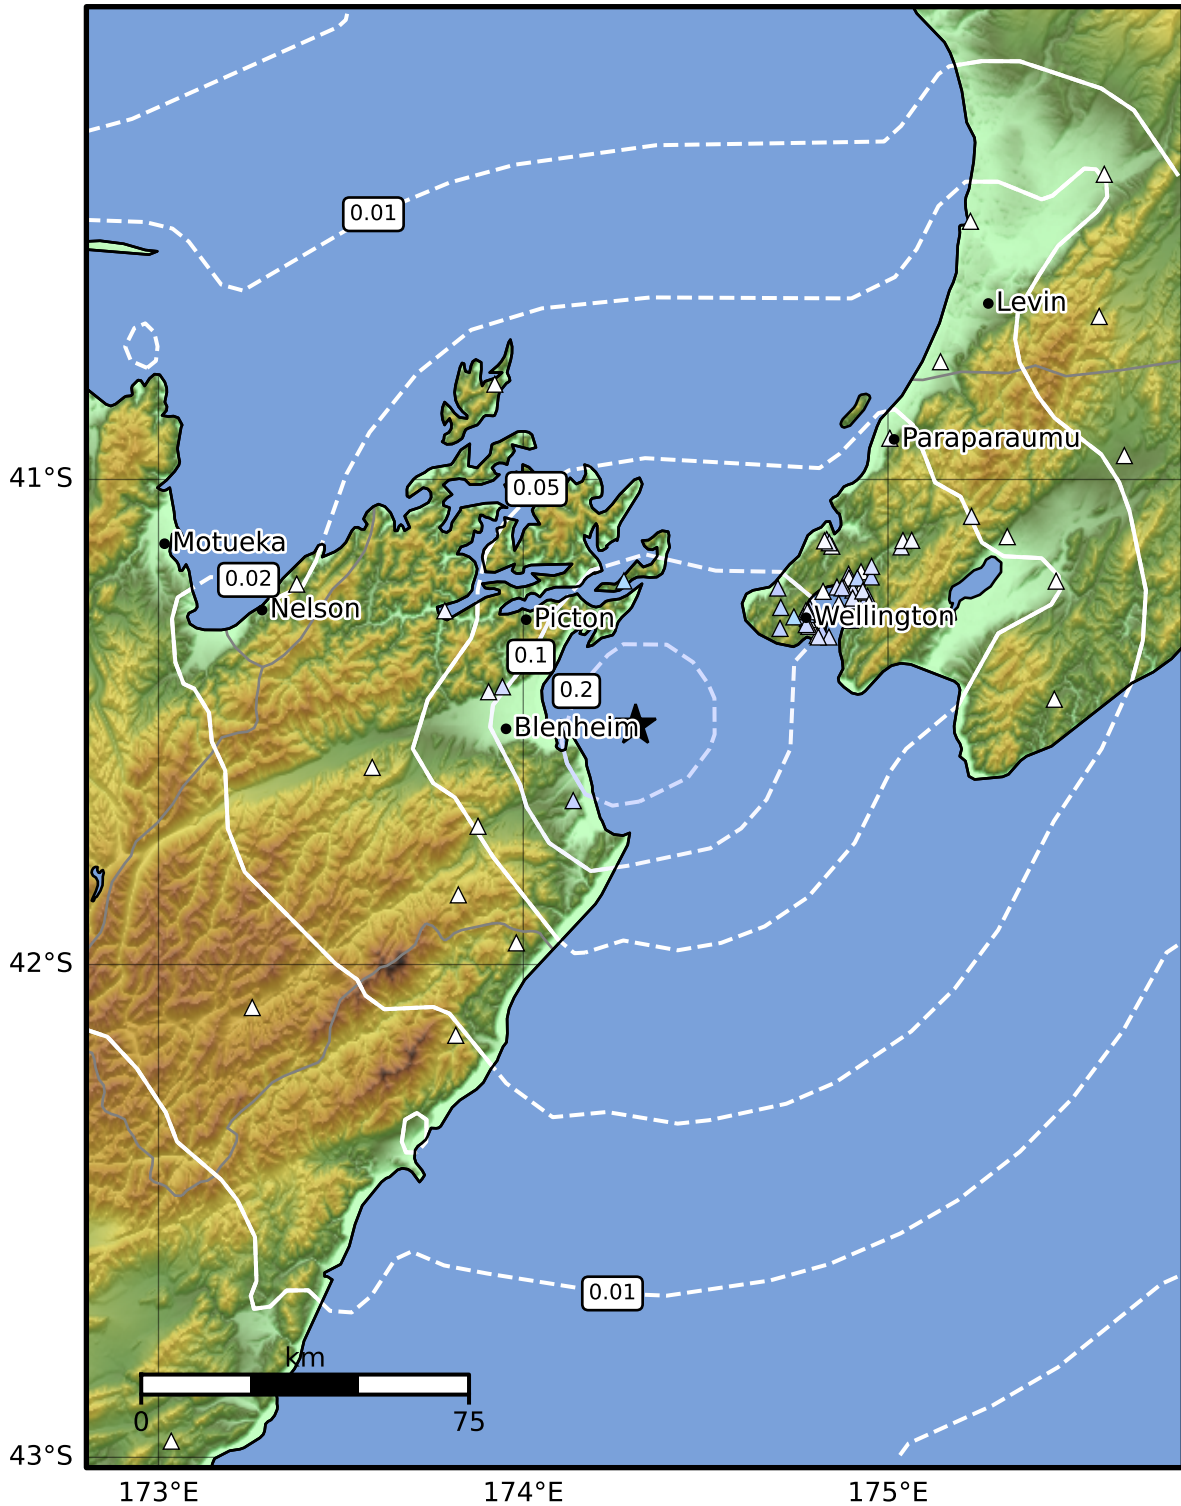 0.01
Levin
Paraparaumu
41°S
0.05
Motueka
0.02
Nelson
Picton
Wellington
0.1
0.2
Blenheim
42°S
0.01
km
0 75
43°S
173°E 174°E 175°E